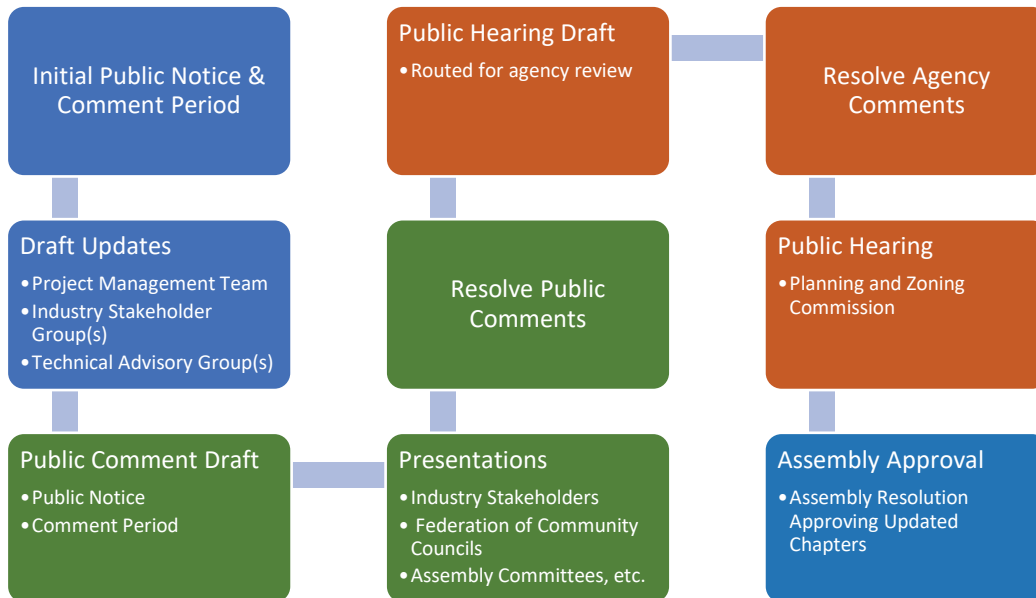 Initial Public Notice &
Comment Period
Draft Updates
•Project Management Team
•Industry Stakeholder
Group(s)
•Technical Advisory Group(s)
Public Comment Draft
•Public Notice
•Comment Period
Presentations
•Industry Stakeholders
• Federation of Community
Councils
•Assembly Committees, etc.
Resolve Public
Comments
Public Hearing Draft
•Routed for agency review
Resolve Agency
Comments
Public Hearing
•Planning and Zoning
Commission
Assembly Approval
•Assembly Resolution
Approving Updated
Chapters